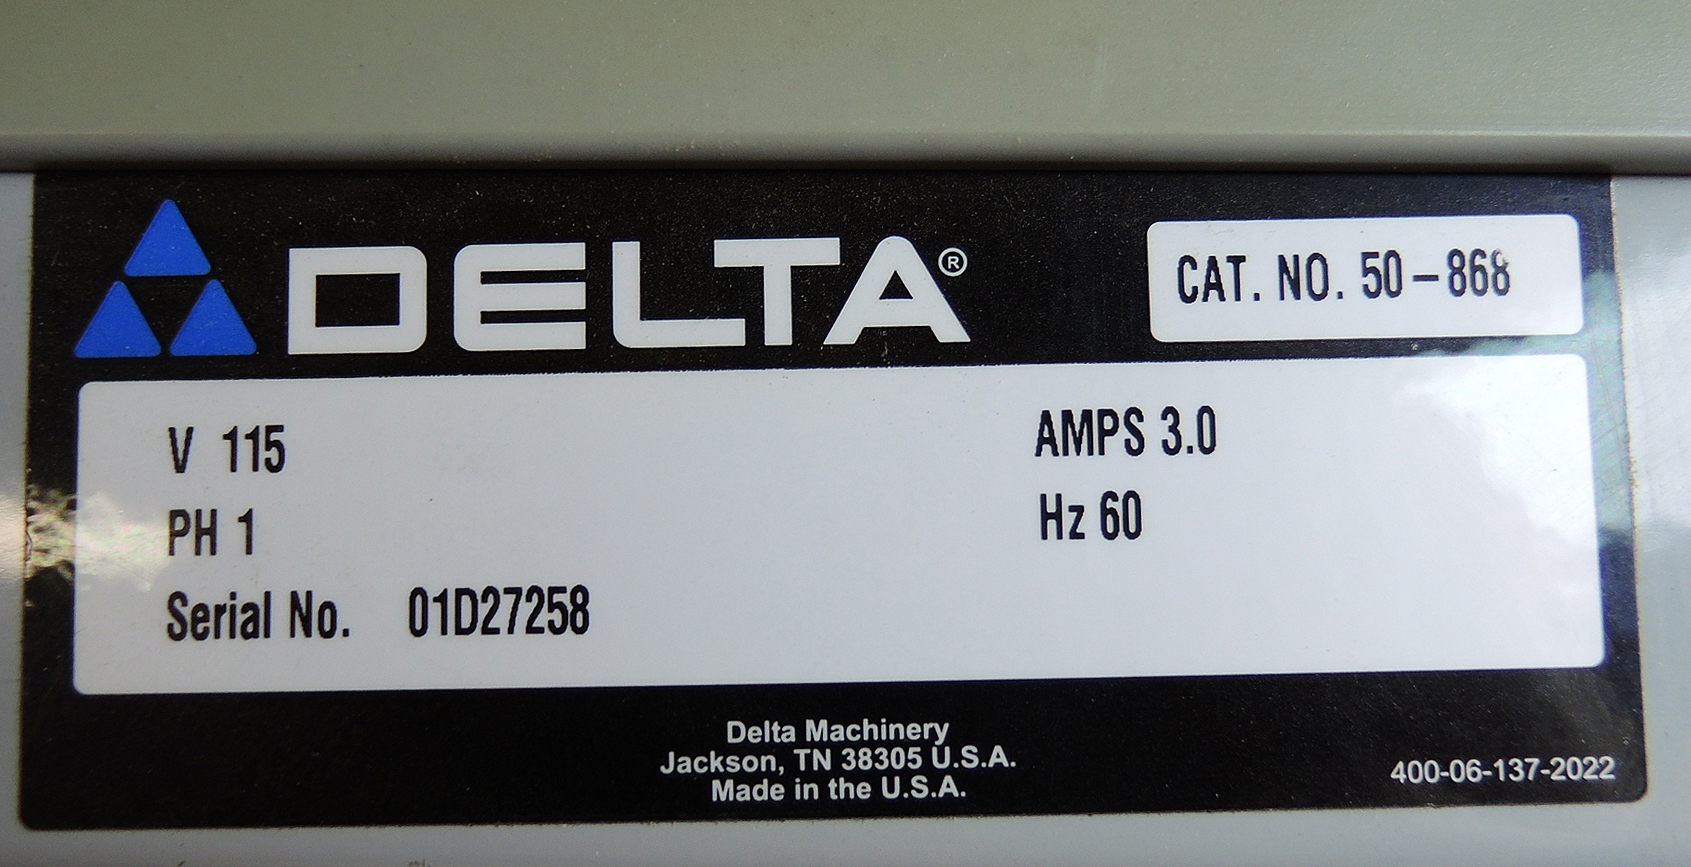 DELTA®
CAT. NO. 50-868
V 115
AMPS 3.0
PH 1
Hz 60
Serial No. 01D27258
Delta Machinery
Jackson, TN 38305 U.S.A.
Made in the U.S.A.
400-06-137-2022